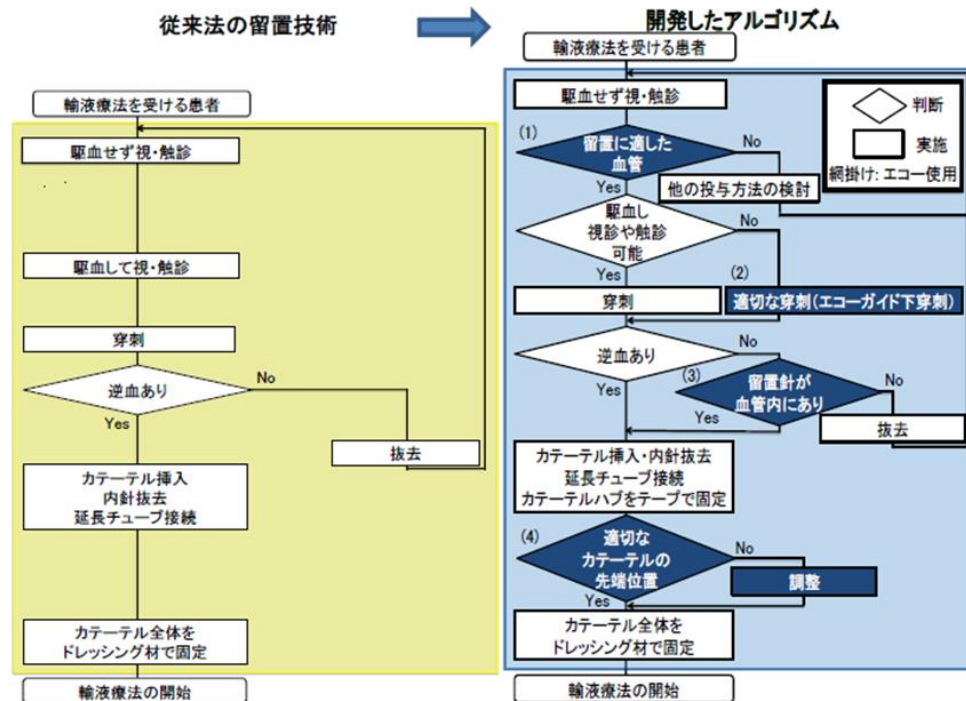 従来法の留置技術
輸液療法を受ける患者
駆血せず視・触診
駆血して視・触診
穿刺
逆血あり
No
Yes
抜去
カテーテル挿入
内針抜去
延長チューブ接続
カテーテル全体を
ドレッシング材で固定
輸液療法の開始
開発したアルゴリズム
輸液療法を受ける患者
駆血せず視・触診
判断
実施
網掛け: エコー使用
(1)
留置に適した
血管
No
Yes
他の投与方法の検討
駆血し
視診や触診
可能
No
Yes
(2)
穿刺
適切な穿刺(エコーガイド下穿刺)
逆血あり
No
Yes
(3)
留置針が
血管内にあり
No
Yes
抜去
カテーテル挿入・内針抜去
延長チューブ接続
カテーテルハブをテープで固定
(4)
適切な
カテーテルの
先端位置
No
Yes
調整
カテーテル全体を
ドレッシング材で固定
輸液療法の開始